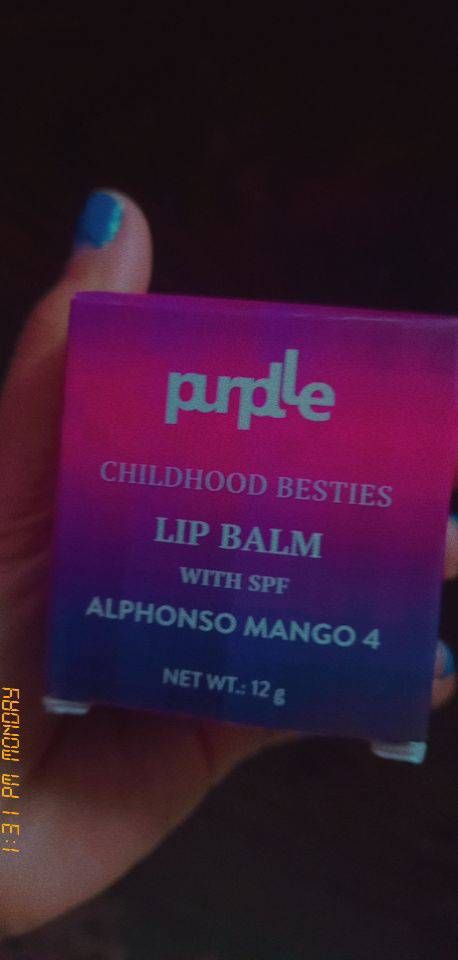 purplle
CHILDHOOD BESTIES
LIP BALM
WITH SPF
ALPHONSO MANGO 4
NET WT.: 12 g
1:31 PM MONDAY